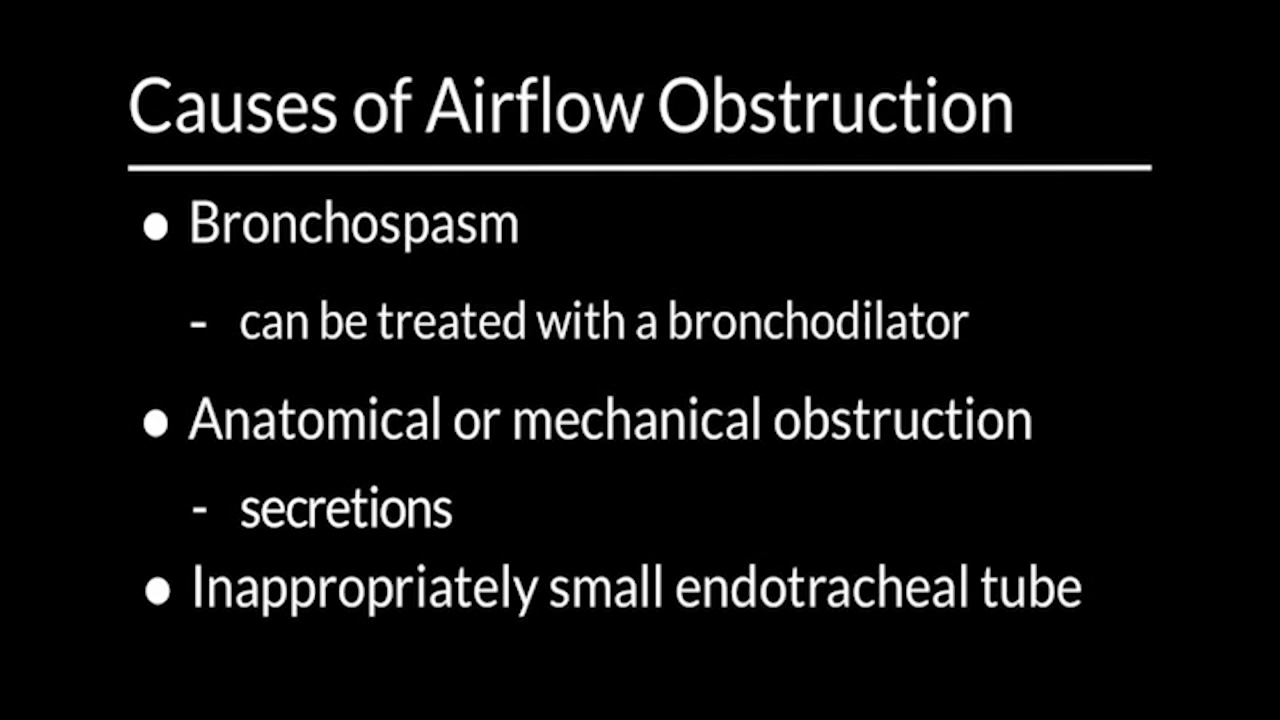 Causes of Airflow Obstruction
● Bronchospasm
- can be treated with a bronchodilator
● Anatomical or mechanical obstruction
- secretions
● Inappropriately small endotracheal tube